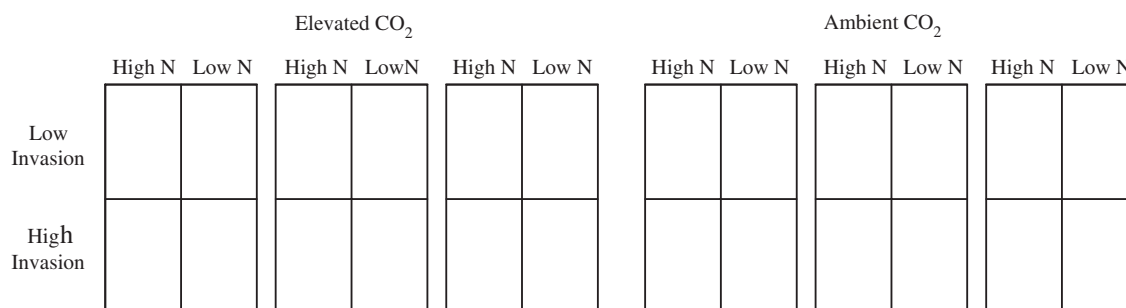 Elevated CO2 Ambient CO2
High N Low N High N LowN High N Low N High N Low N High N Low N High N Low N
Low
Invasion
High
Invasion